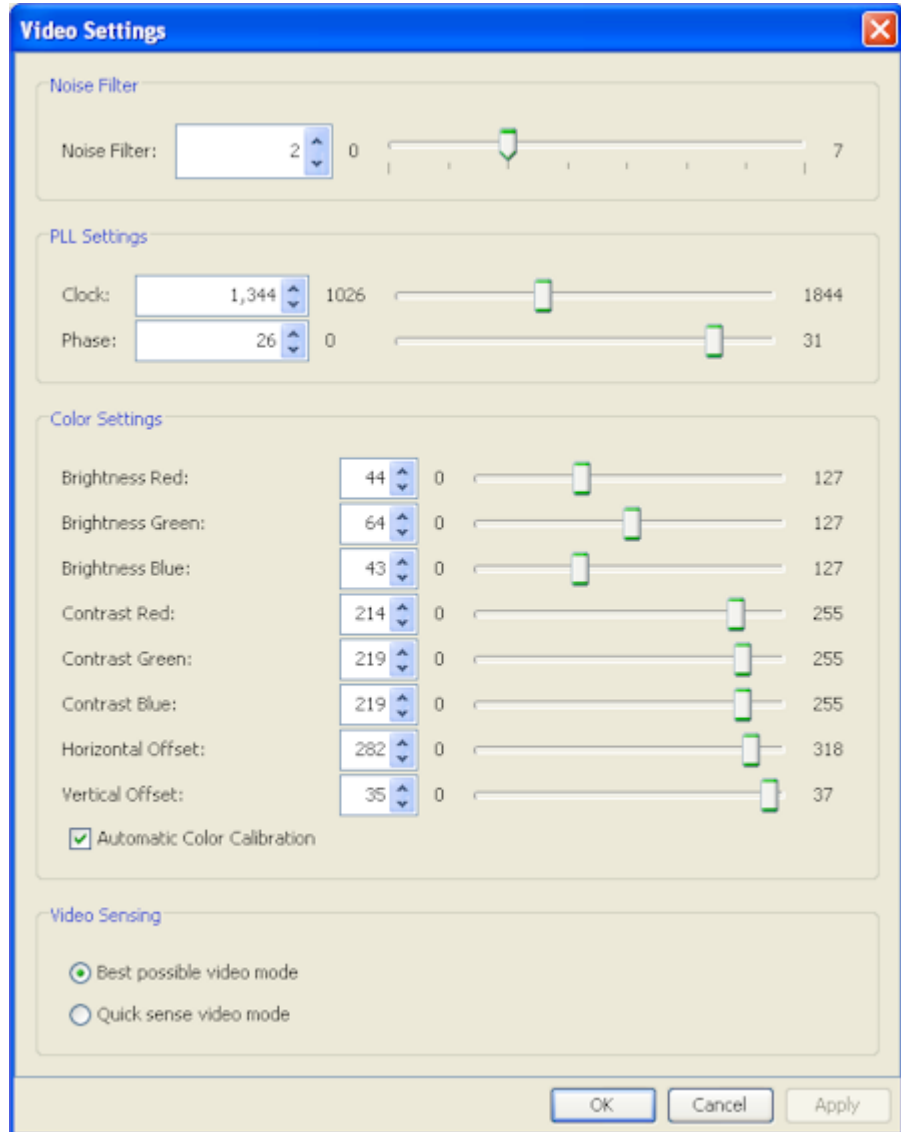 Video Settings
Noise Filter
Noise Filter: 2 0 7
PLL Settings
Clock: 1,344 1026 1844
Phase: 26 0 31
Color Settings
Brightness Red: 44 0 127
Brightness Green: 64 0 127
Brightness Blue: 43 0 127
Contrast Red: 214 0 255
Contrast Green: 219 0 255
Contrast Blue: 219 0 255
Horizontal Offset: 282 0 318
Vertical Offset: 35 0 37
Automatic Color Calibration
Video Sensing
Best possible video mode
Quick sense video mode
OK Cancel Apply